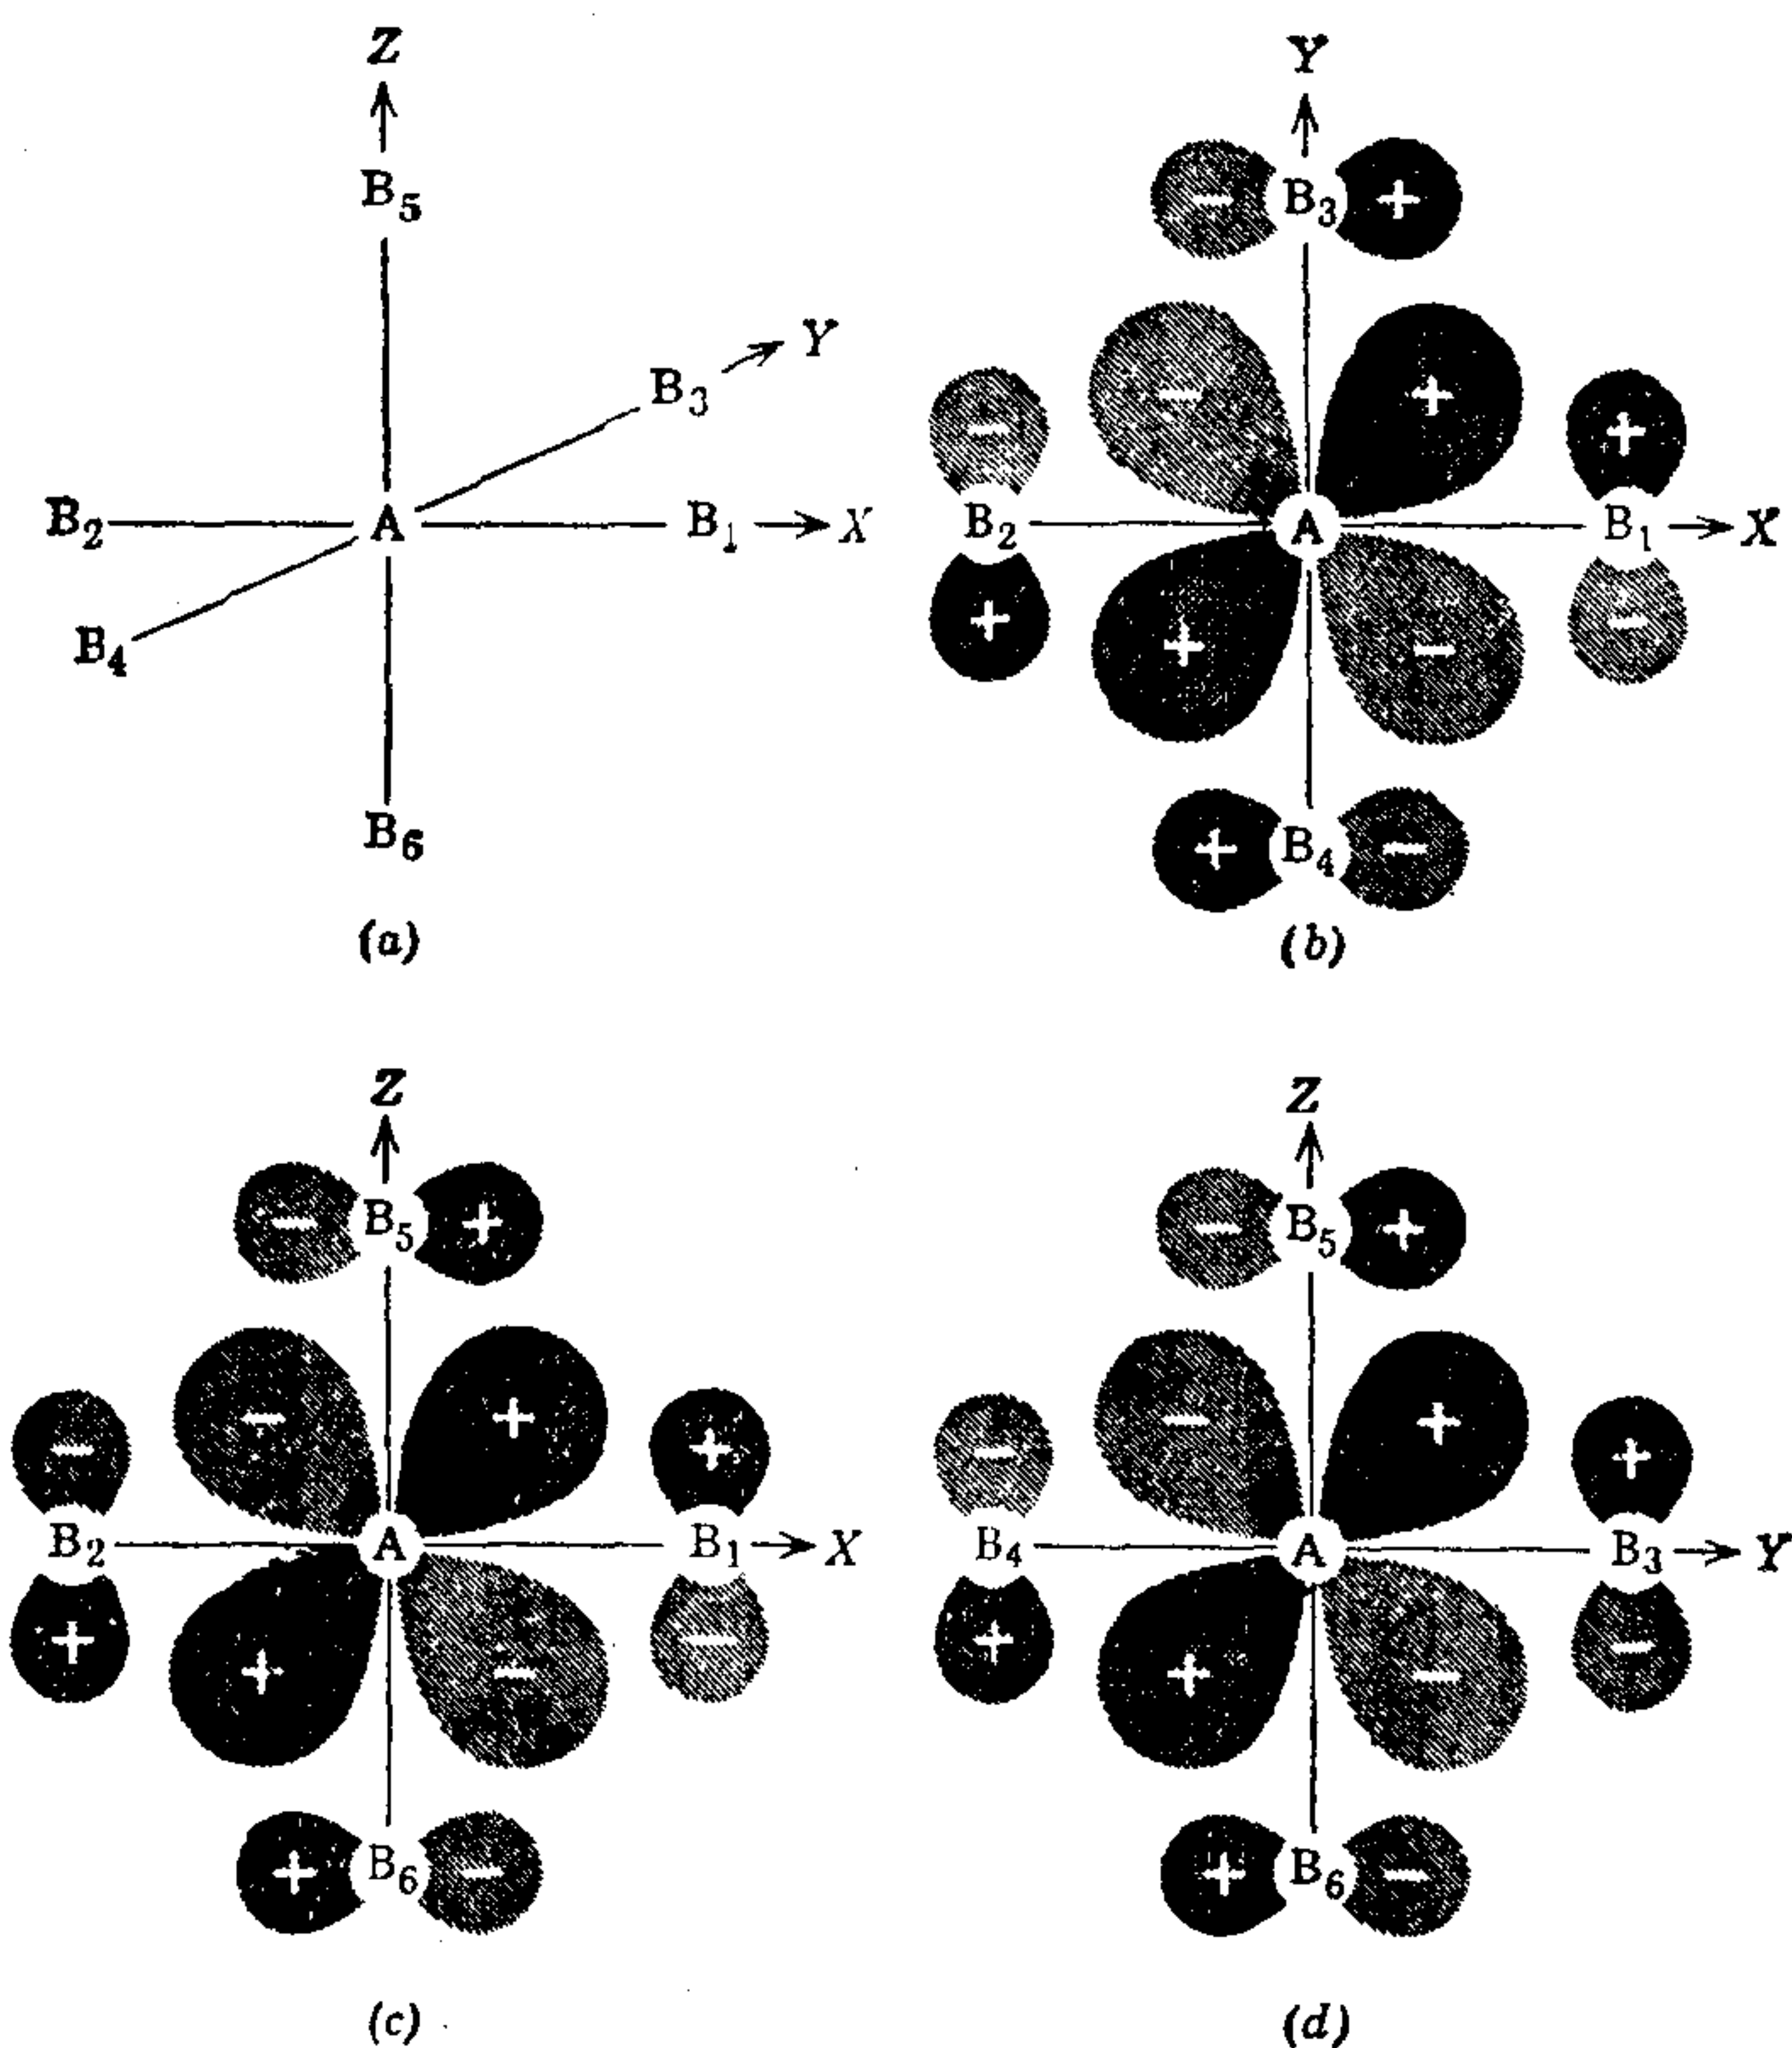 Z
B5
Y
B3
B2 A B1 X
B4
B6
(a)
Y
− B3 +
− +
− +
B2 A B1 X
+ −
+ −
+ B4 −
(b)
Z
− B5 +
− +
− +
B2 A B1 X
+ −
+ −
+ B6 −
(c)
Z
− B5 +
− +
− +
B4 A B3 Y
+ −
+ −
+ B6 −
(d)